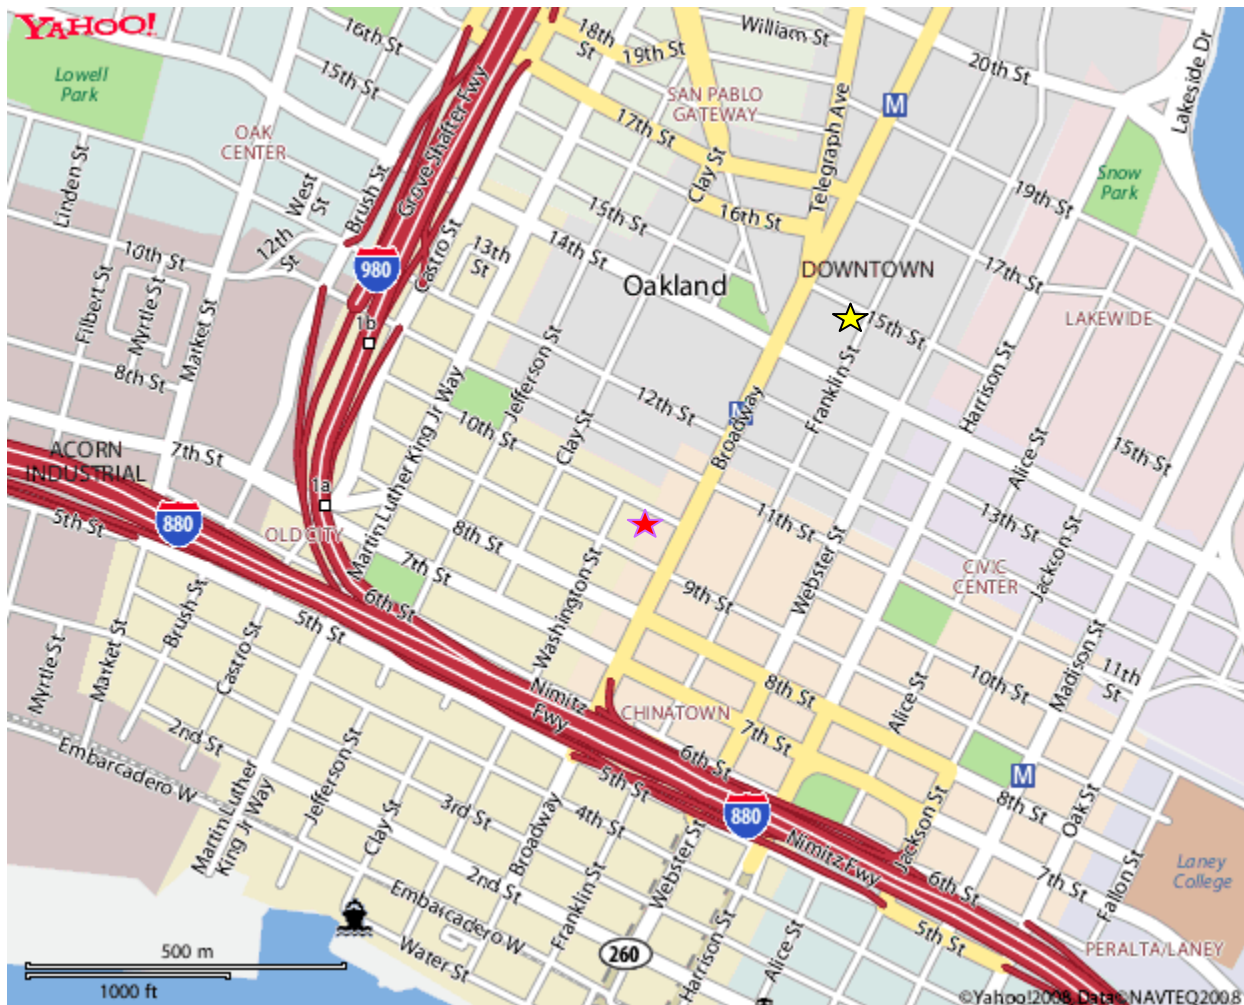 YAHOO!
16th St
18th
St
19th St
William St
20th St
Lakeside Dr
Lowell
Park
15th St
Grove Shafter Fwy
SAN PABLO
GATEWAY
Telegraph Ave
M
OAK
CENTER
17th St
Clay St
Snow
Park
Linden St
West
St
Brush St
15th St
16th St
19th St
10th St
12th
St
980
Castro St
13th
St
14th St
Oakland
DOWNTOWN
17th St
Filbert St
Myrtle St
Market St
1b
15th St
LAKEWIDE
8th St
Jefferson St
Franklin St
Harrison St
12th St
M
Broadway
Martin Luther King Jr Way
10th St
Clay St
Alice St
15th St
ACORN
INDUSTRIAL
7th St
1a
5th St
880
OLD CITY
8th St
11th St
13th St
Webster St
Jackson St
CIVIC
CENTER
7th St
6th St
Washington St
9th St
Brush St
5th St
Myrtle St
Market St
Castro St
Nimitz
Fwy
CHINATOWN
8th St
Alice St
10th St
Madison St
11th
St
2nd St
Embarcadero W
7th St
6th St
5th St
M
8th St
Martin Luther
King Jr Way
Jefferson St
Clay St
3rd St
Broadway
4th St
880
Nimitz Fwy
Jackson St
Oak St
6th St
7th St
Fallon St
Laney
College
2nd St
Embarcadero W
Franklin St
Webster St
Water St
260
Harrison St
Alice St
5th St
PERALTA/LANEY
500 m
1000 ft
©Yahoo!2008 Data©NAVTEQ2008